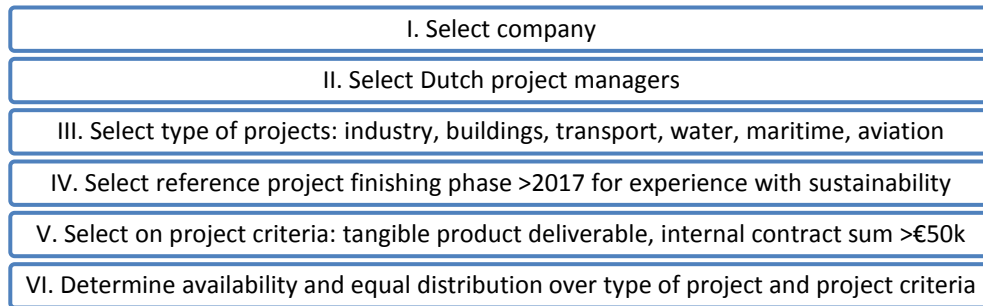 I. Select company
II. Select Dutch project managers
III. Select type of projects: industry, buildings, transport, water, maritime, aviation
IV. Select reference project finishing phase >2017 for experience with sustainability
V. Select on project criteria: tangible product deliverable, internal contract sum >€50k
VI. Determine availability and equal distribution over type of project and project criteria